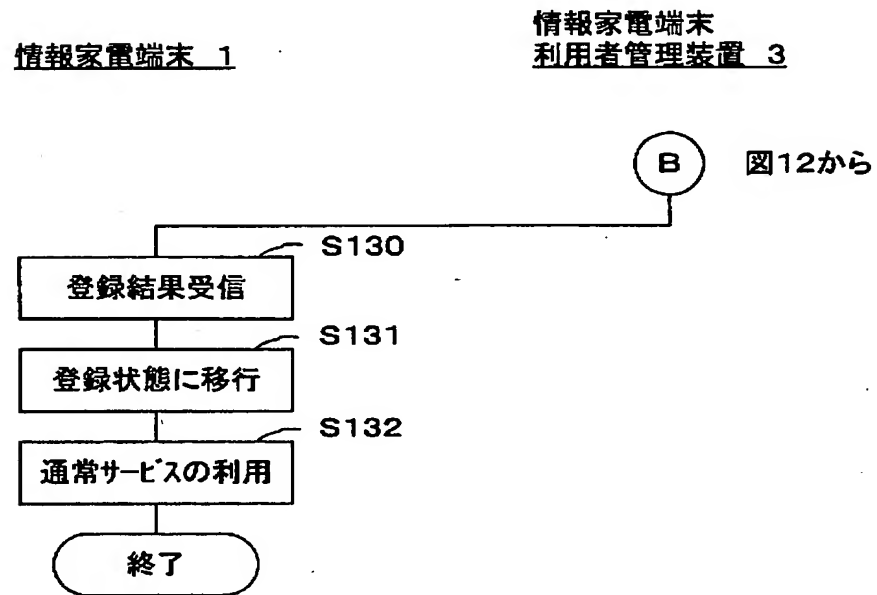 情報家電端末 1
情報家電端末
利用者管理装置 3
B
図12から
S130
登録結果受信
S131
登録状態に移行
S132
通常サービスの利用
終了